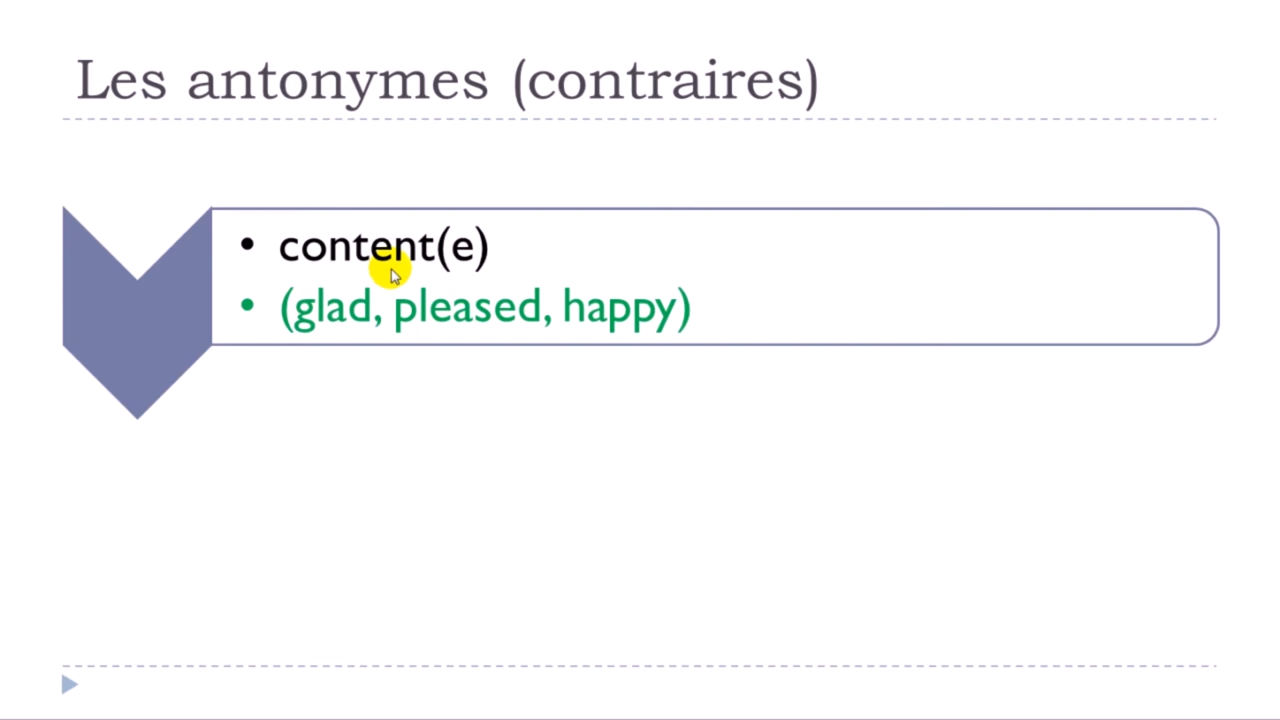 Les antonymes (contraires)
• content(e)
• (glad, pleased, happy)